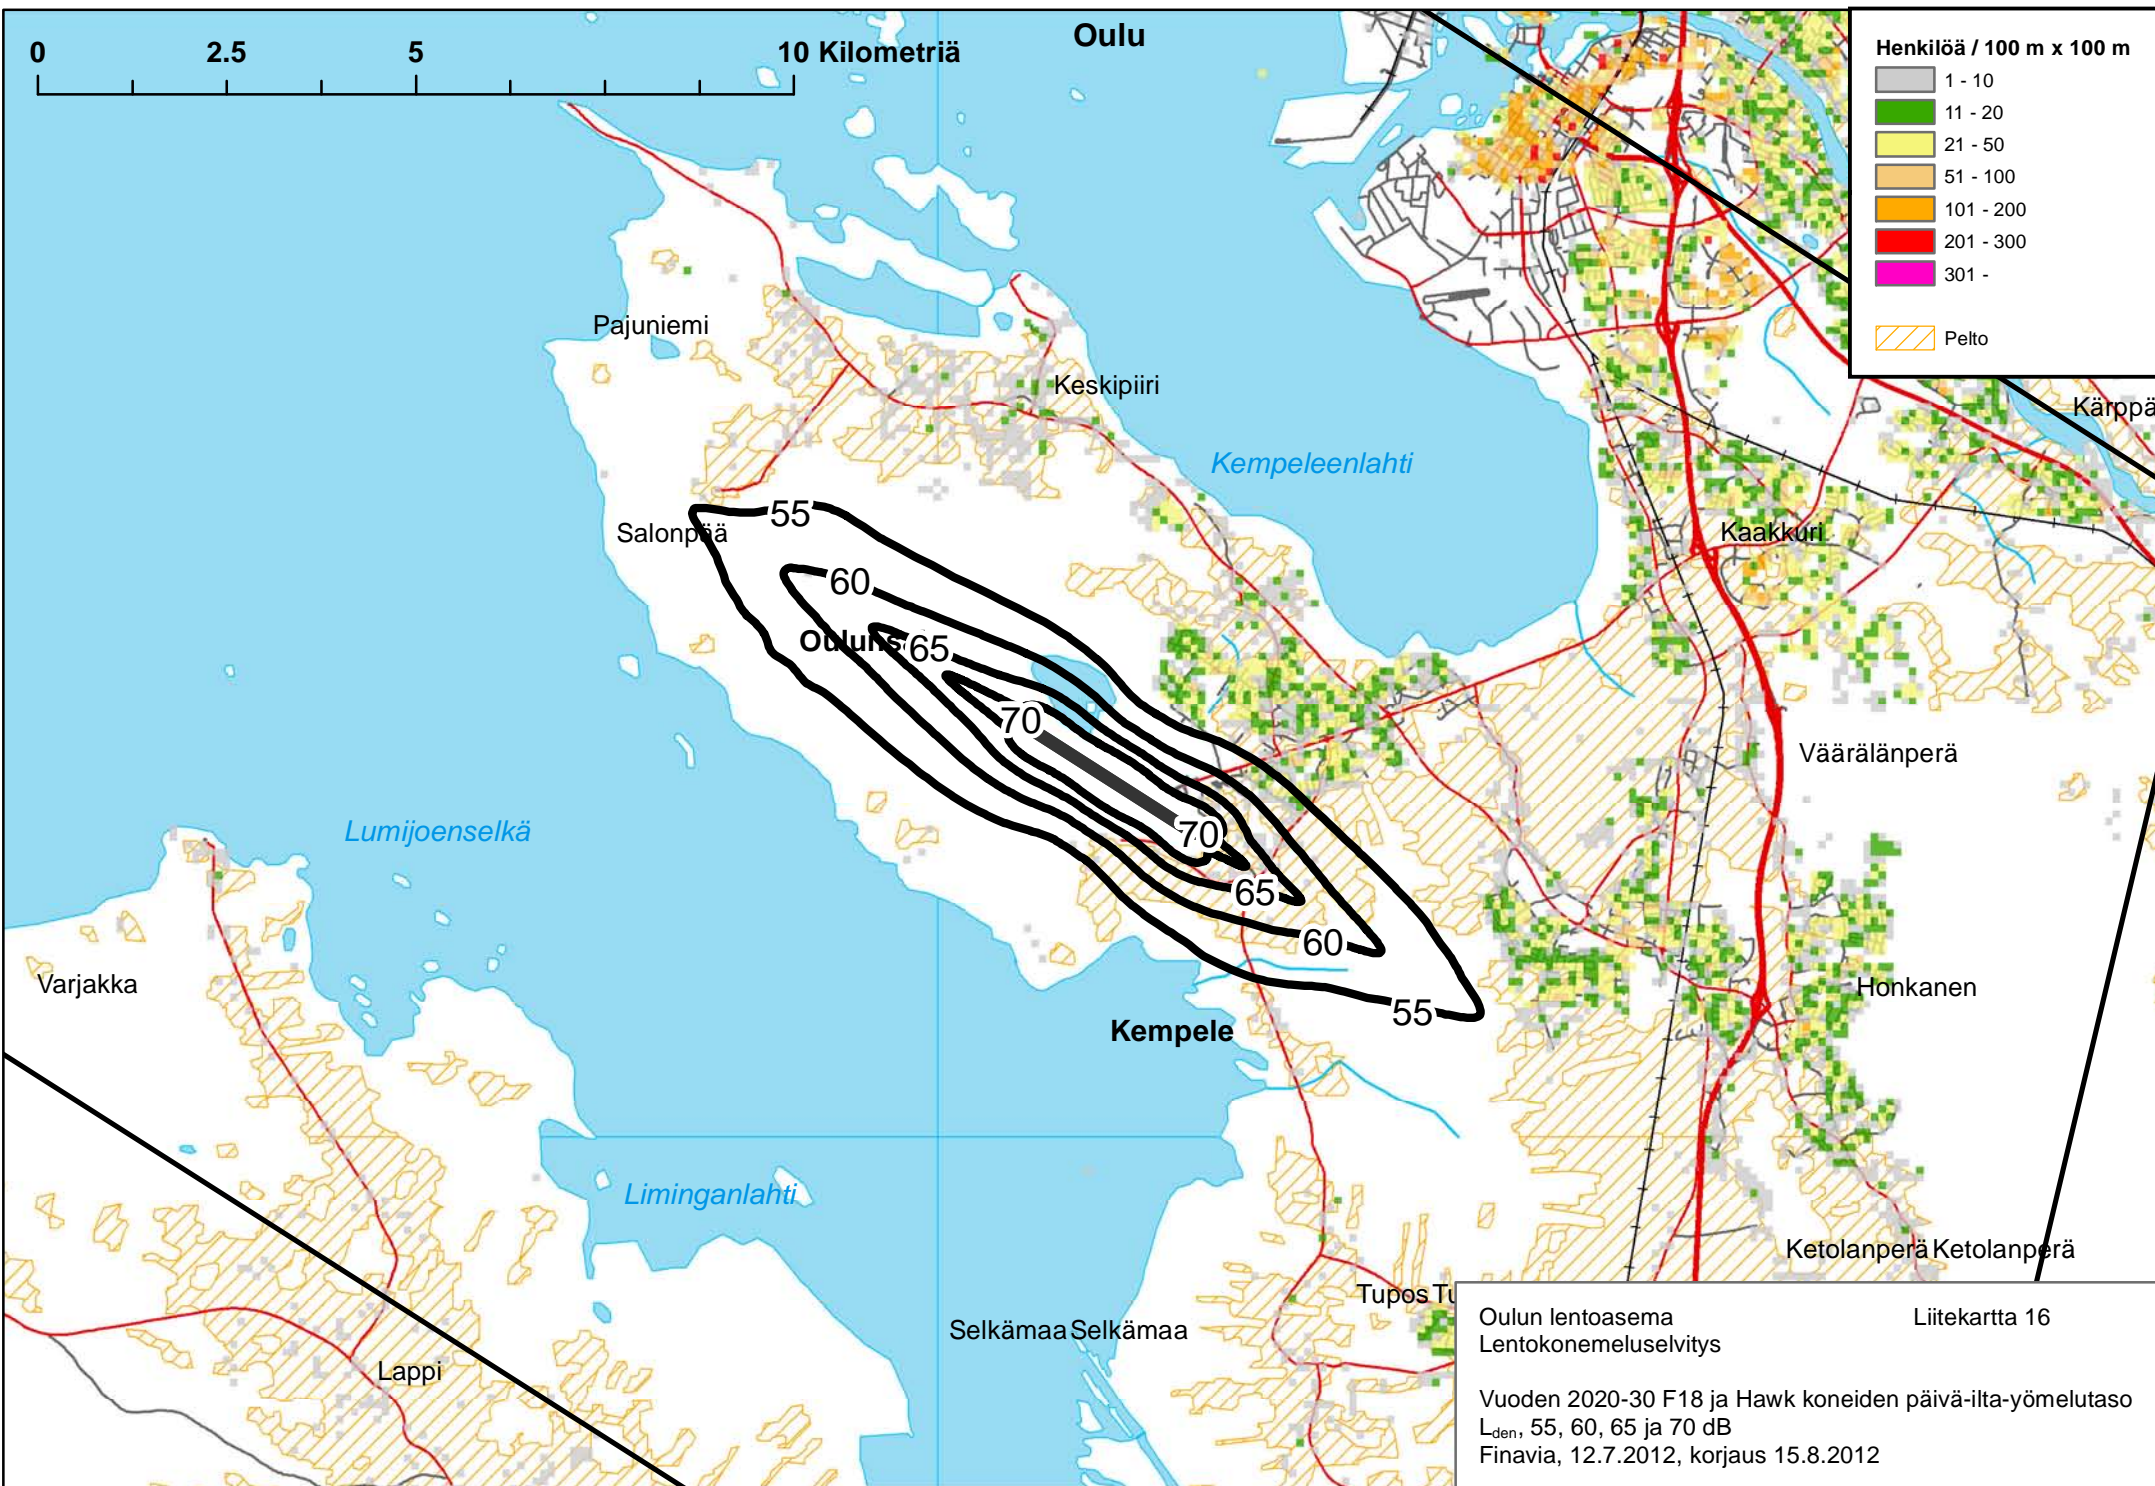 0 2.5 5 10 Kilometriä
Oulu
Henkilöä / 100 m x 100 m
1 - 10
11 - 20
21 - 50
51 - 100
101 - 200
201 - 300
301 -
Pelto
Pajuniemi
Keskipiiri
Kärppä
Kempeleenlahti
Salonpää
55
Kaakkuri
60
Ouluns
65
70
Väärälänperä
Lumijoenselkä
70
65
60
Varjakka
Honkanen
55
Kempele
Liminganlahti
Ketolanperä Ketolanperä
Tupos Tu
Selkämaa Selkämaa
Lappi
Oulun lentoasema Liitekartta 16
Lentokonemeluselvitys
Vuoden 2020-30 F18 ja Hawk koneiden päivä-ilta-yömelutaso
Lden, 55, 60, 65 ja 70 dB
Finavia, 12.7.2012, korjaus 15.8.2012